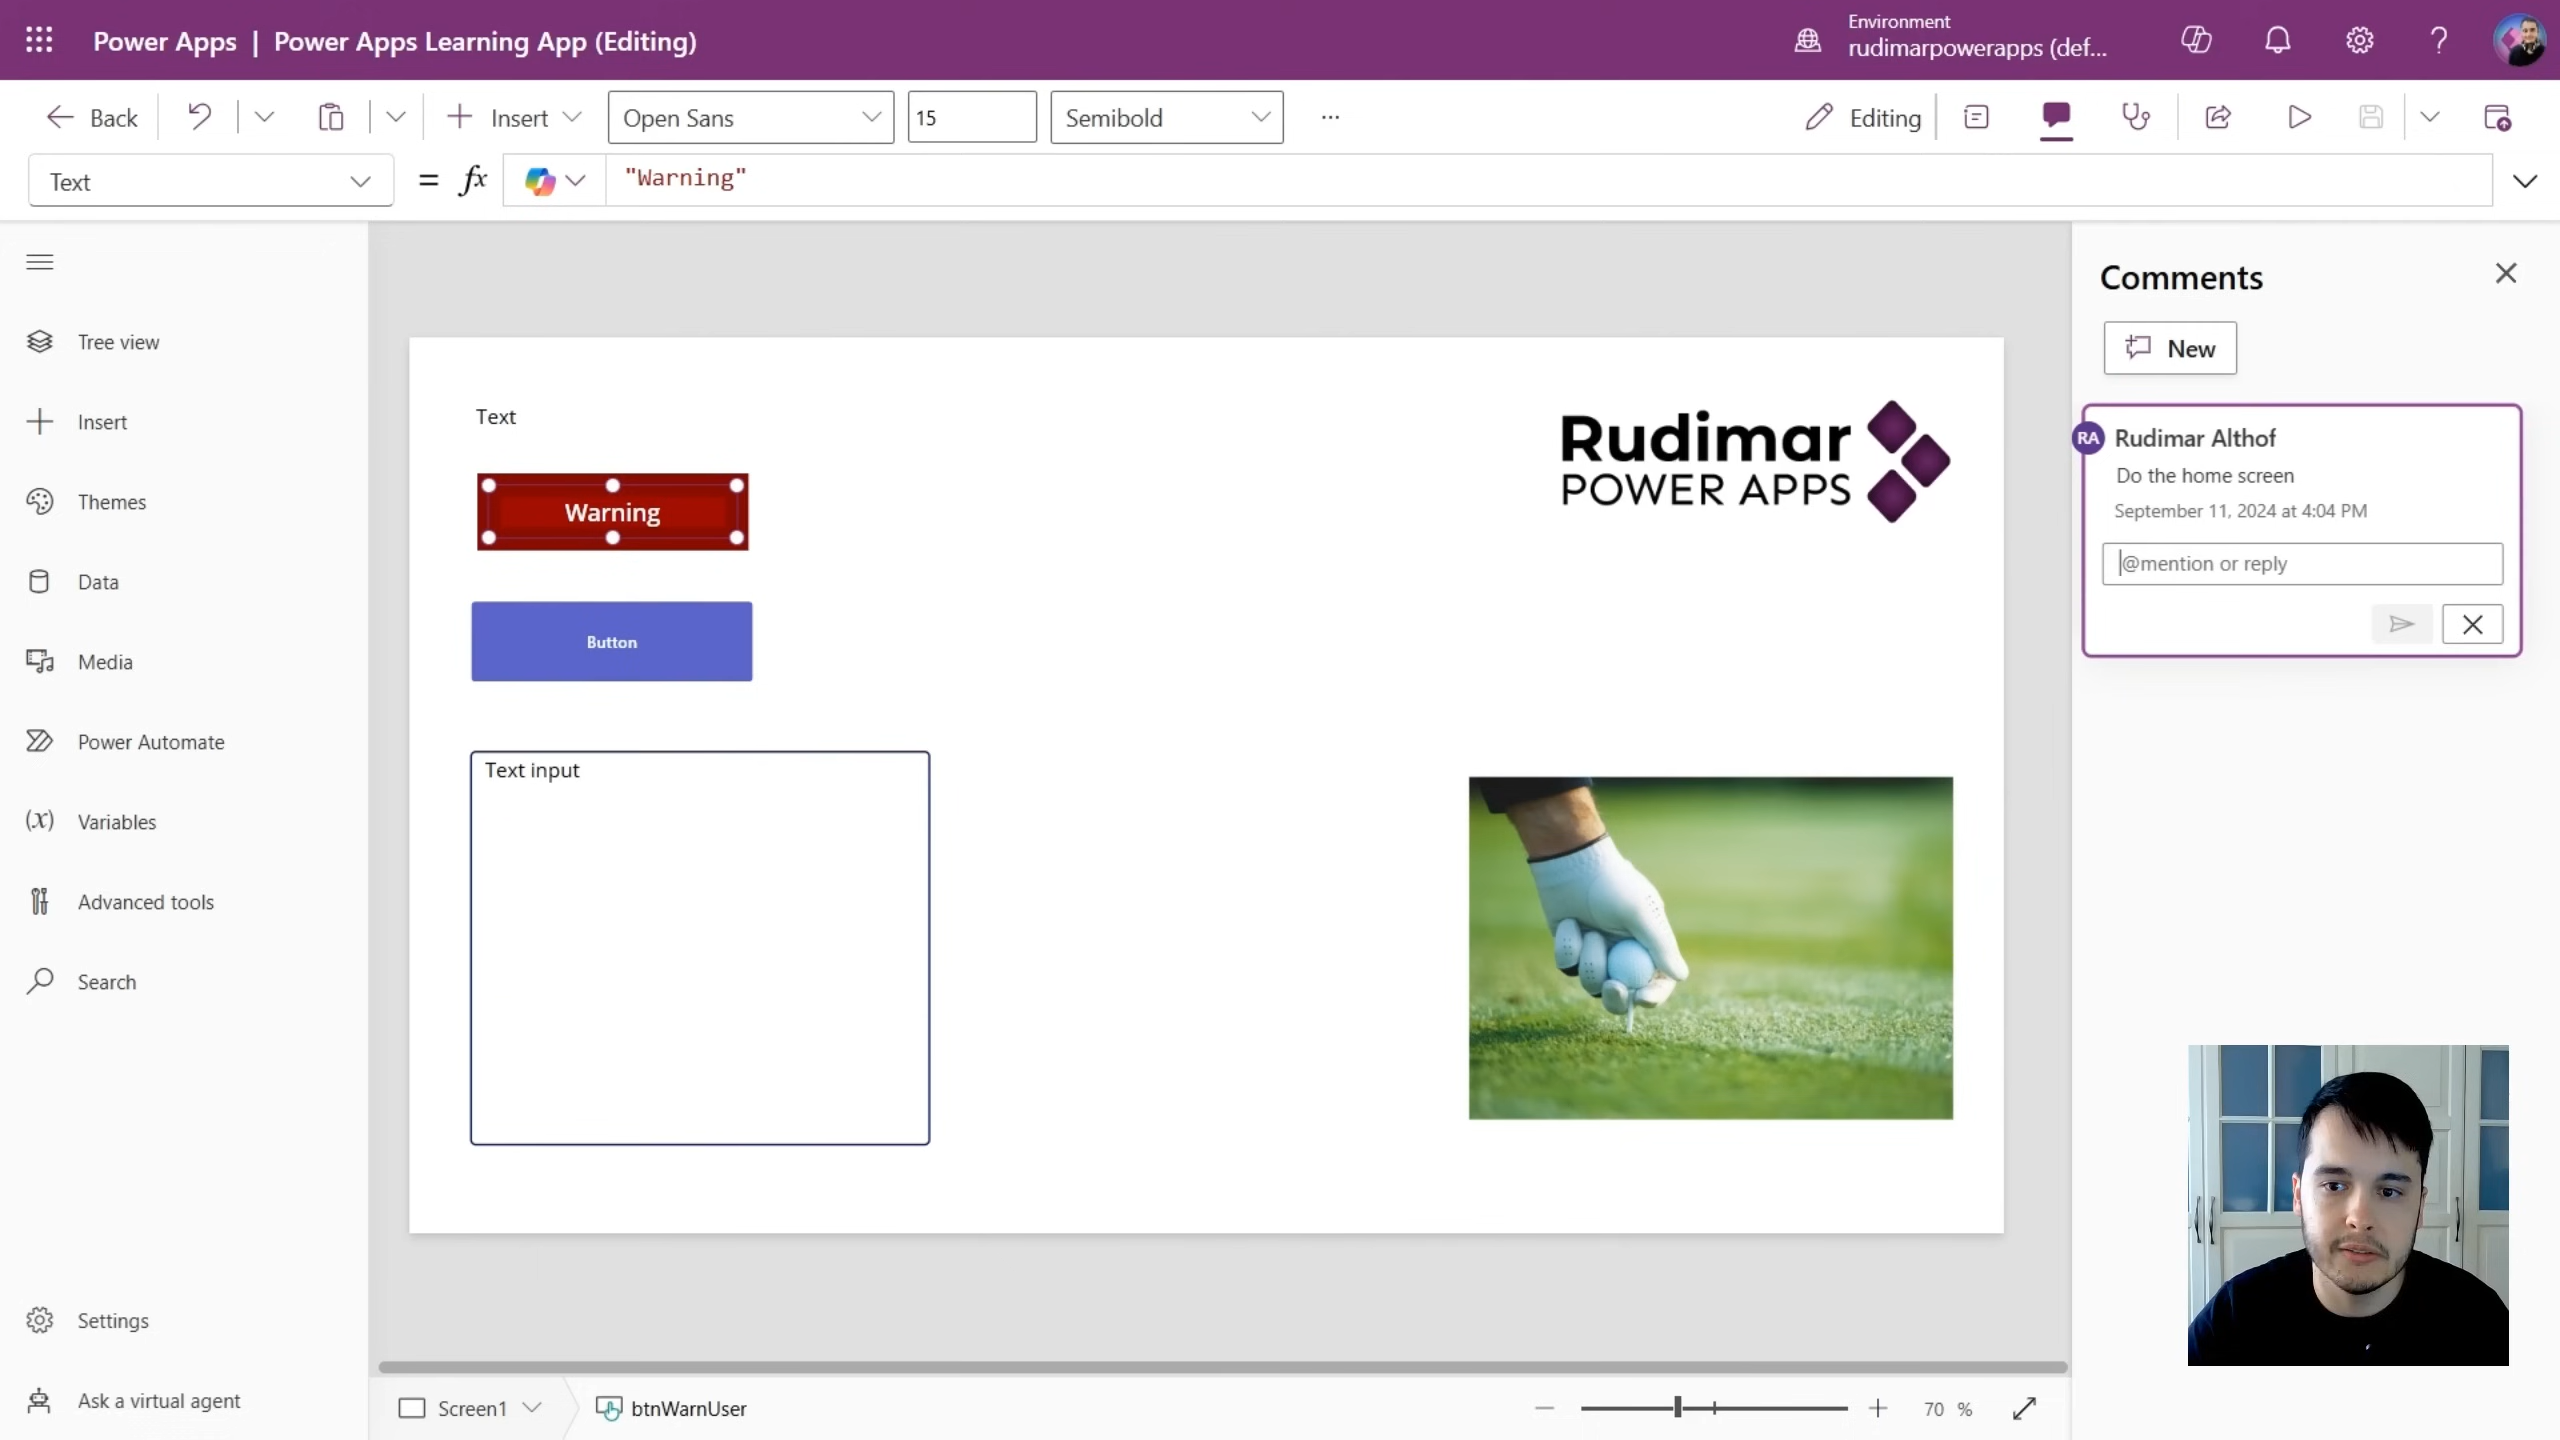 Power Apps | Power Apps Learning App (Editing)
Environment
rudimarpowerapps (def...
Back
Insert
Open Sans
15
Semibold
...
Editing
Text
= fx
"Warning"
Tree view
Insert
Themes
Data
Media
Power Automate
(x) Variables
Advanced tools
Search
Settings
Ask a virtual agent
Text
Warning
Button
Text input
Rudimar
POWER APPS
Comments
New
RA Rudimar Althof
Do the home screen
September 11, 2024 at 4:04 PM
@mention or reply
Screen1
btnWarnUser
70 %